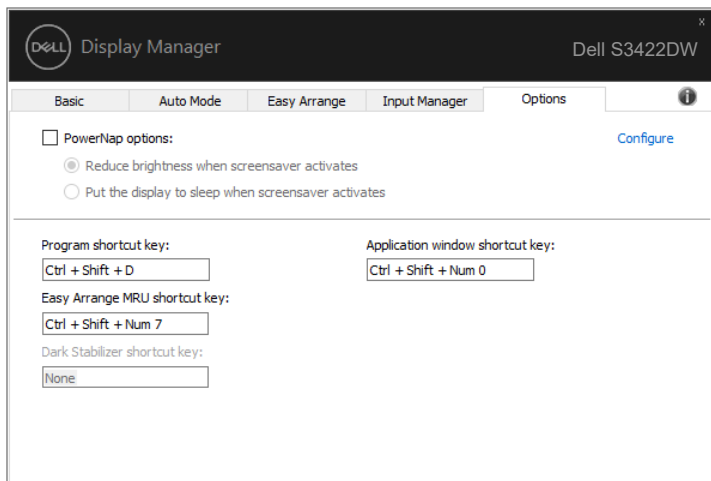 DELL Display Manager
Dell S3422DW
x
Basic Auto Mode Easy Arrange Input Manager Options i
PowerNap options: Configure
Reduce brightness when screensaver activates
Put the display to sleep when screensaver activates
Program shortcut key: Application window shortcut key:
Ctrl + Shift + D Ctrl + Shift + Num 0
Easy Arrange MRU shortcut key:
Ctrl + Shift + Num 7
Dark Stabilizer shortcut key:
None